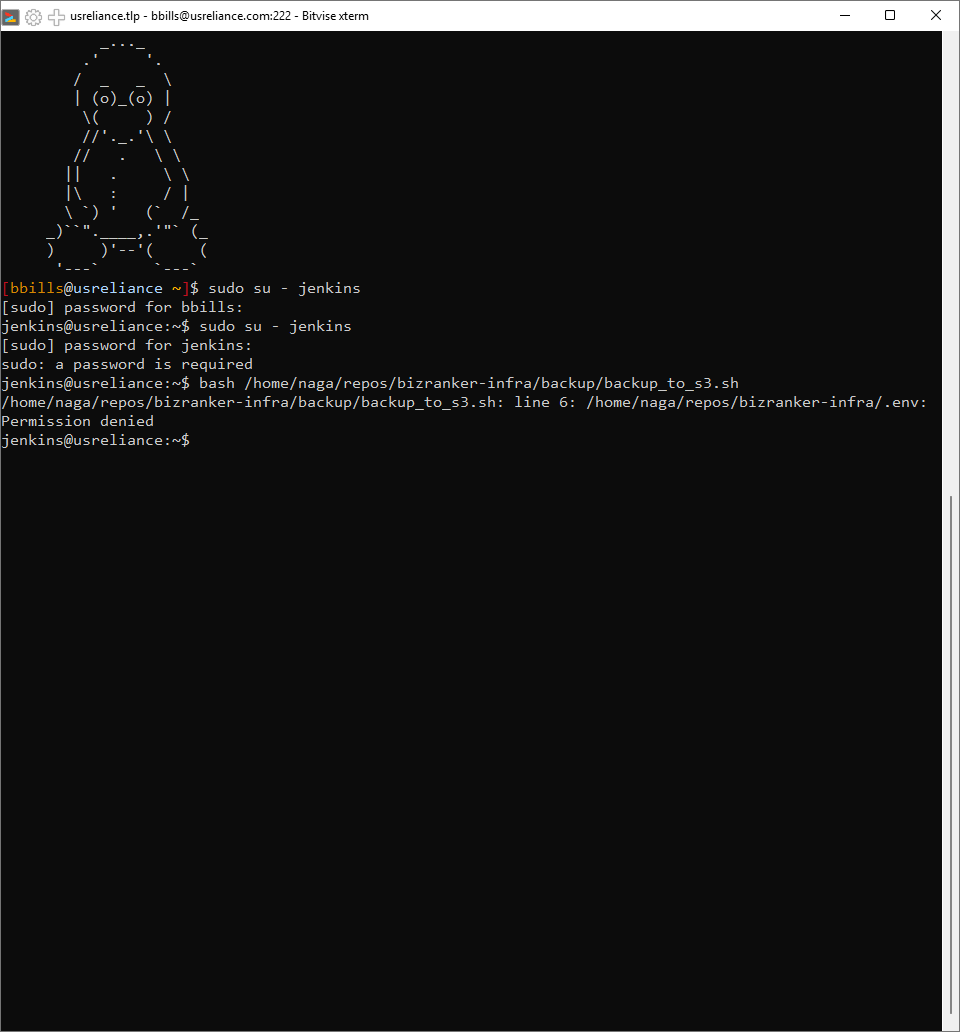 usreliance.tlp - bbills@usreliance.com:222 - Bitvise xterm
           _..._
         .'     '.
        /  _   _  \
        | (o)_(o) |
         \(     ) /
         //'._.'\ \
        //   .   \ \
       ||   .     \ \
       |\   :     / |
       \ `) '   (`  /_
     _)``".____,.'"` (_
     )     )'--'(     (
      '---`      `---`
[bbills@usreliance ~]$ sudo su - jenkins
[sudo] password for bbills:
jenkins@usreliance:~$ sudo su - jenkins
[sudo] password for jenkins:
sudo: a password is required
jenkins@usreliance:~$ bash /home/naga/repos/bizranker-infra/backup/backup_to_s3.sh
/home/naga/repos/bizranker-infra/backup/backup_to_s3.sh: line 6: /home/naga/repos/bizranker-infra/.env:
Permission denied
jenkins@usreliance:~$